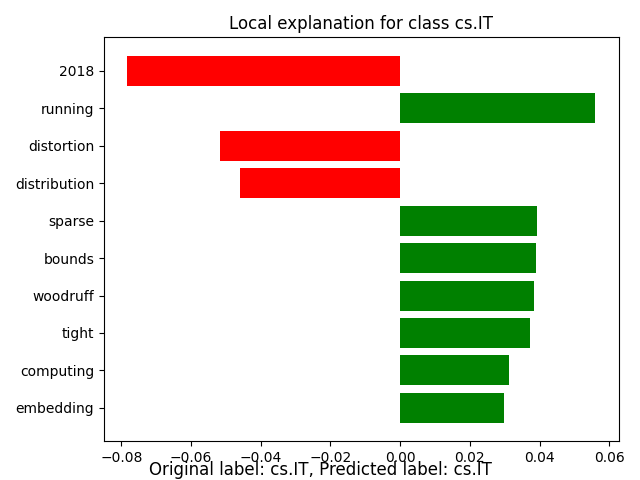 Local explanation for class cs.IT
2018
running
distortion
distribution
sparse
bounds
woodruff
tight
computing
embedding
−0.08 −0.06 −0.04 −0.02 0.00 0.02 0.04 0.06
Original label: cs.IT, Predicted label: cs.IT